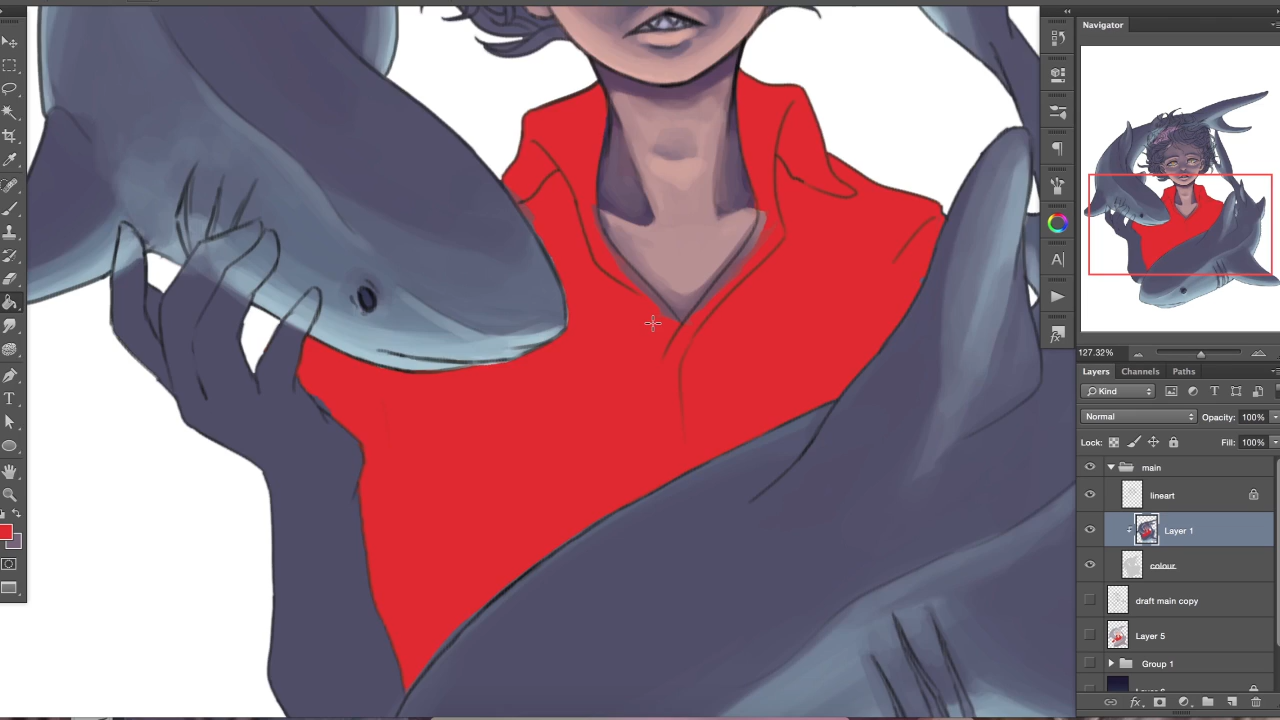 Navigator
127.32%
Layers Channels Paths
Kind T
Normal Opacity: 100%
Lock: Fill: 100%
main
lineart
Layer 1
colour
draft main copy
Layer 5
Group 1
fx
A
T